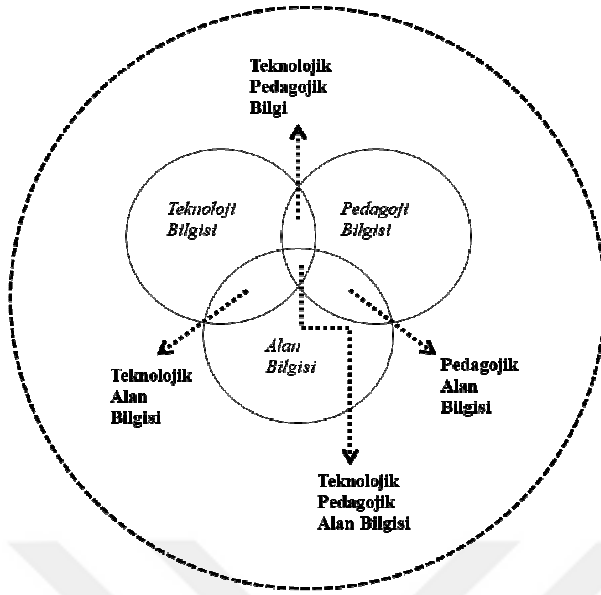 Teknolojik
Pedagojik
Bilgi
Teknoloji
Bilgisi
Pedagoji
Bilgisi
Alan
Bilgisi
Teknolojik
Alan
Bilgisi
Pedagojik
Alan
Bilgisi
Teknolojik
Pedagojik
Alan Bilgisi